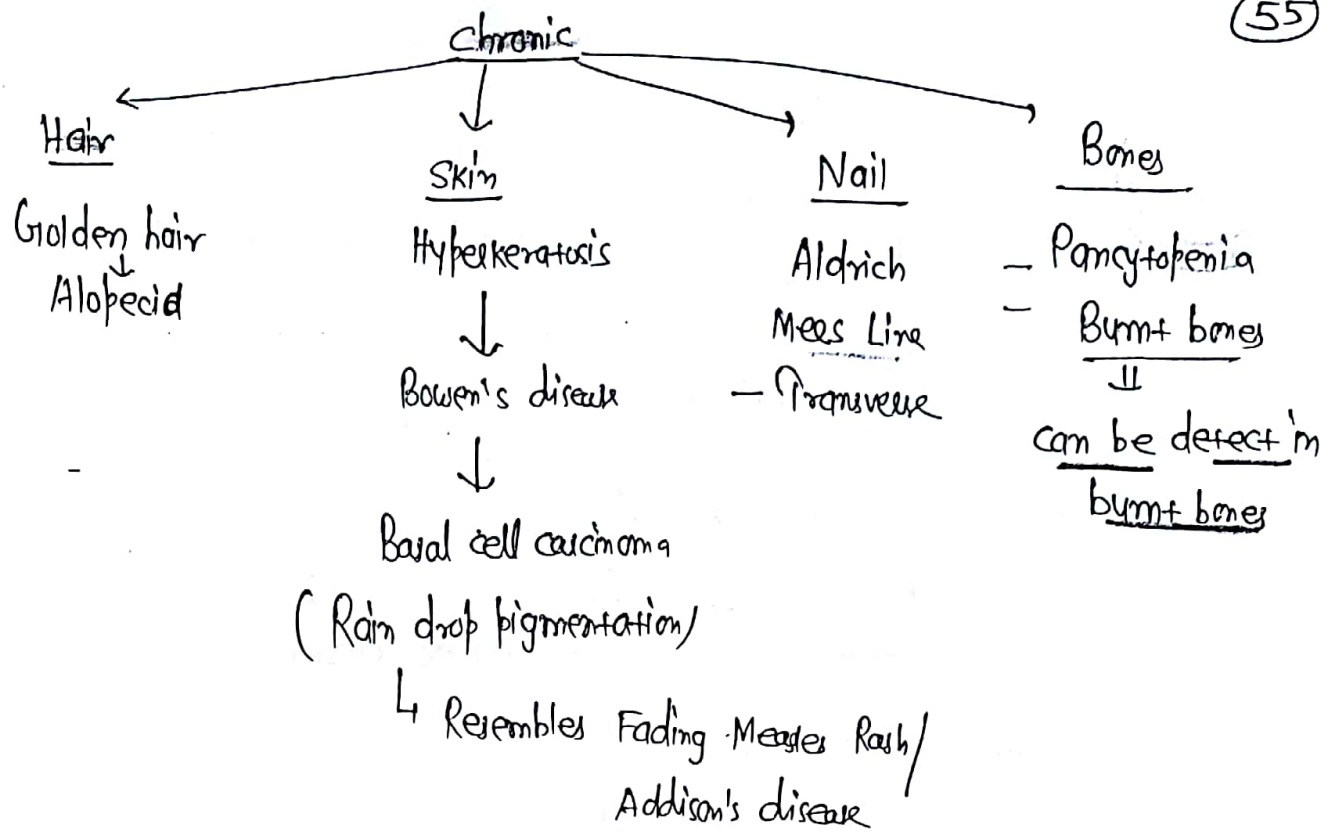 55
Chronic
Hair
Golden hair
↓
Alopecia
Skin
Hyperkeratosis
↓
Bowen's disease
↓
Basal cell carcinoma
(Rain drop pigmentation)
↳ Resembles Fading Measles Rash/
Addison's disease
Nail
Aldrich
Mees Line
- Transverse
Bones
- Pancytopenia
- Burnt bones
⇓
can be detect in
burnt bones